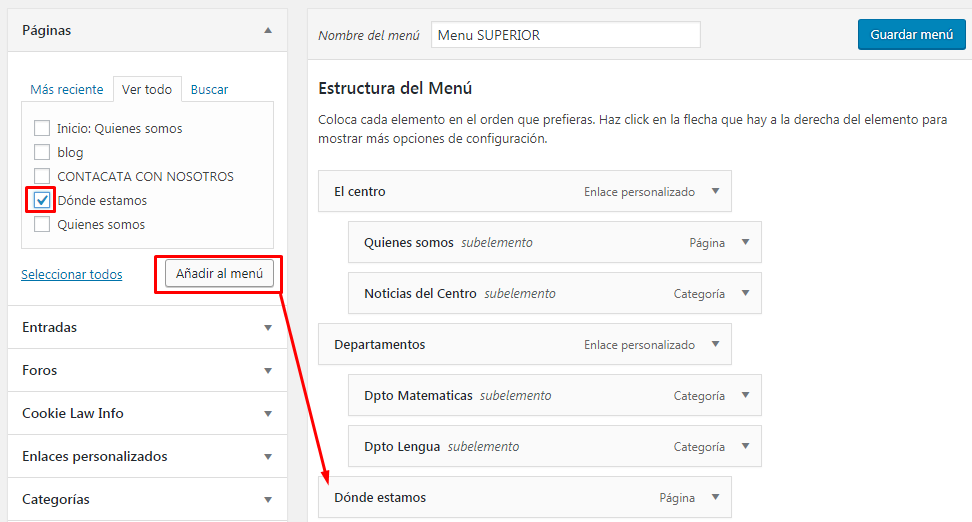 Páginas
Más reciente Ver todo Buscar
Inicio: Quienes somos
blog
CONTACATA CON NOSOTROS
Dónde estamos
Quienes somos
Seleccionar todos Añadir al menú
Entradas
Foros
Cookie Law Info
Enlaces personalizados
Categorías
Nombre del menú Menu SUPERIOR Guardar menú
Estructura del Menú
Coloca cada elemento en el orden que prefieras. Haz click en la flecha que hay a la derecha del elemento para
mostrar más opciones de configuración.
El centro Enlace personalizado
Quienes somos subelemento Página
Noticias del Centro subelemento Categoría
Departamentos Enlace personalizado
Dpto Matematicas subelemento Categoría
Dpto Lengua subelemento Categoría
Dónde estamos Página